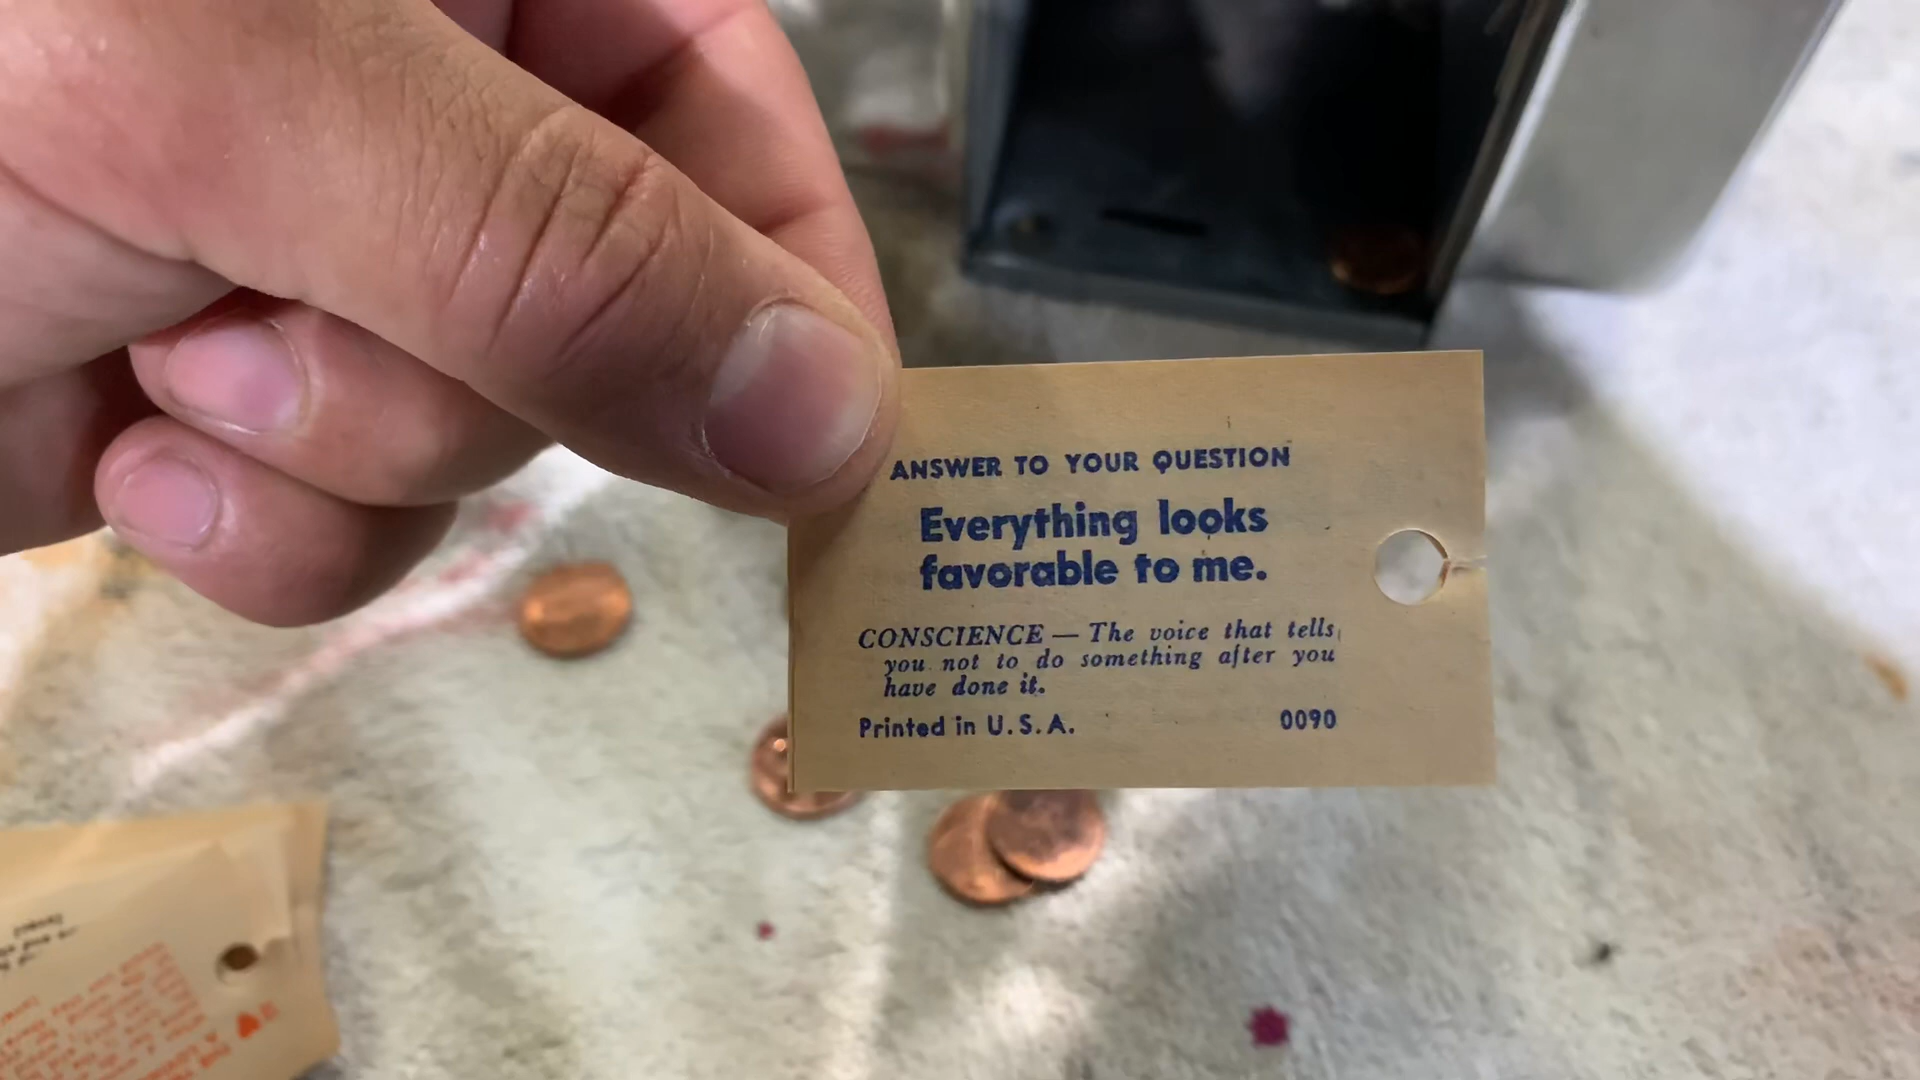 ANSWER TO YOUR QUESTION
Everything looks
favorable to me.
CONSCIENCE — The voice that tells
you not to do something after you
have done it.
Printed in U.S.A. 0090